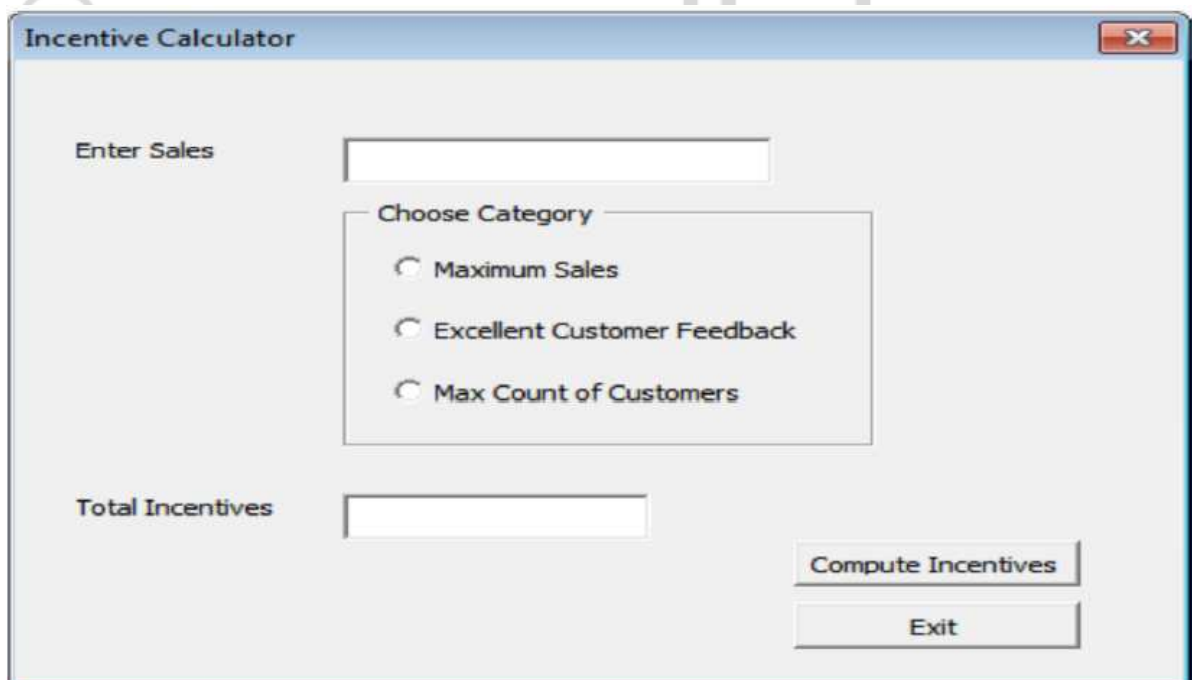 Incentive Calculator
Enter Sales
Choose Category
Maximum Sales
Excellent Customer Feedback
Max Count of Customers
Total Incentives
Compute Incentives
Exit